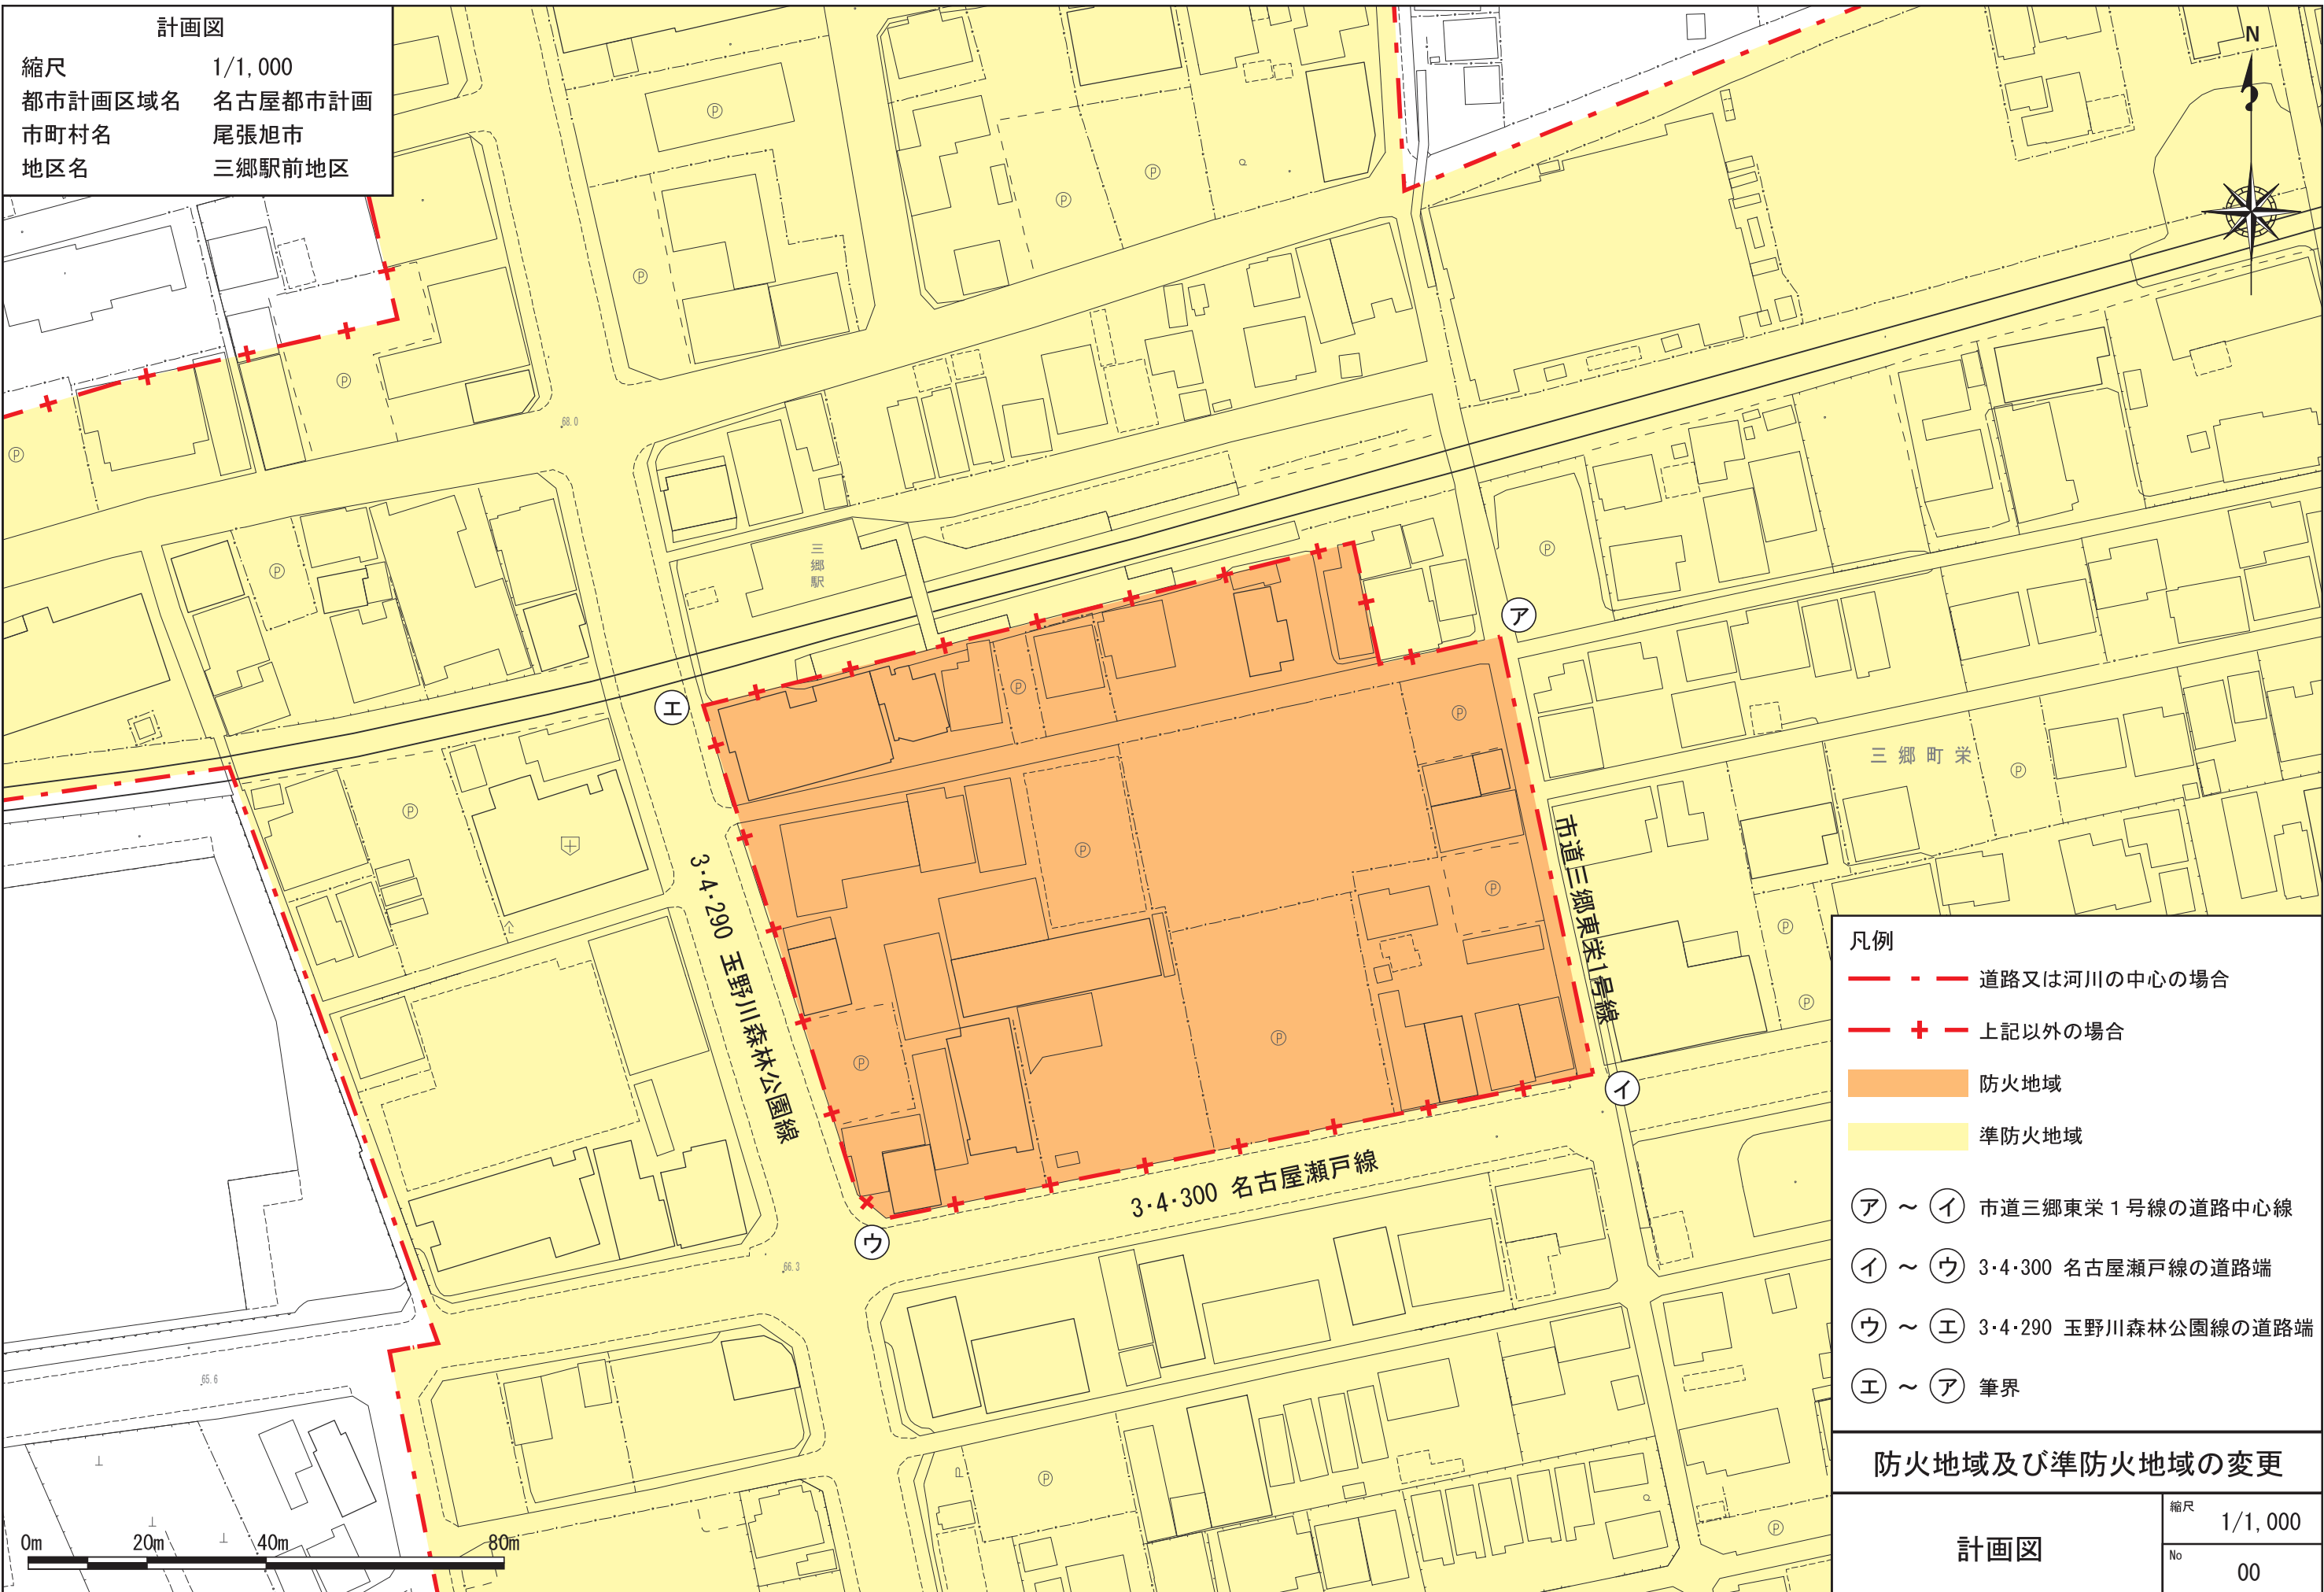 計画図
縮尺 1/1,000
都市計画区域名 名古屋都市計画
市町村名 尾張旭市
地区名 三郷駅前地区
N
68.0
三郷駅
ア
エ
三郷町栄
市道三郷東栄1号線
3・4・290 玉野川森林公園線
イ
3・4・300 名古屋瀬戸線
ウ
66.3
65.6
0m 20m 40m 80m
凡例
道路又は河川の中心の場合
上記以外の場合
防火地域
準防火地域
ア ～ イ 市道三郷東栄1号線の道路中心線
イ ～ ウ 3・4・300 名古屋瀬戸線の道路端
ウ ～ エ 3・4・290 玉野川森林公園線の道路端
エ ～ ア 筆界
防火地域及び準防火地域の変更
計画図
縮尺 1/1,000
No 00